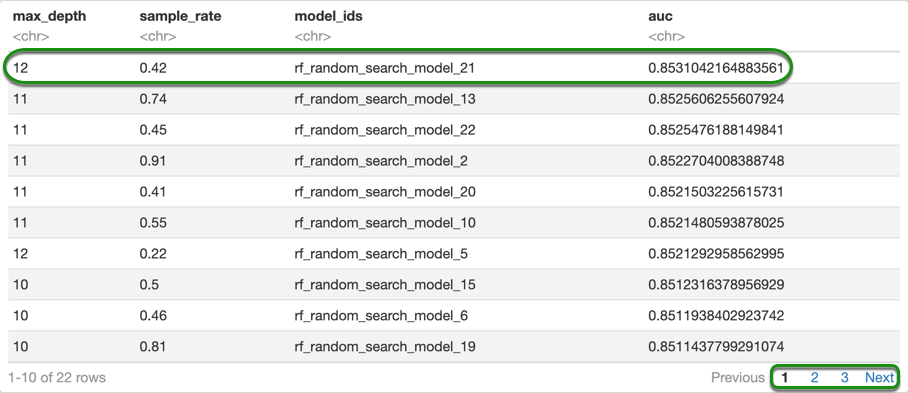 max_depth sample_rate model_ids auc
<chr> <chr> <chr> <chr>
12 0.42 rf_random_search_model_21 0.8531042164883561
11 0.74 rf_random_search_model_13 0.8525606255607924
11 0.45 rf_random_search_model_22 0.8525476188149841
11 0.91 rf_random_search_model_2 0.8522704008388748
11 0.41 rf_random_search_model_20 0.8521503225615731
11 0.55 rf_random_search_model_10 0.8521480593878025
12 0.22 rf_random_search_model_5 0.8521292958562995
10 0.5 rf_random_search_model_15 0.8512316378956929
10 0.46 rf_random_search_model_6 0.8511938402923742
10 0.81 rf_random_search_model_19 0.8511437799291074
1-10 of 22 rows Previous 1 2 3 Next